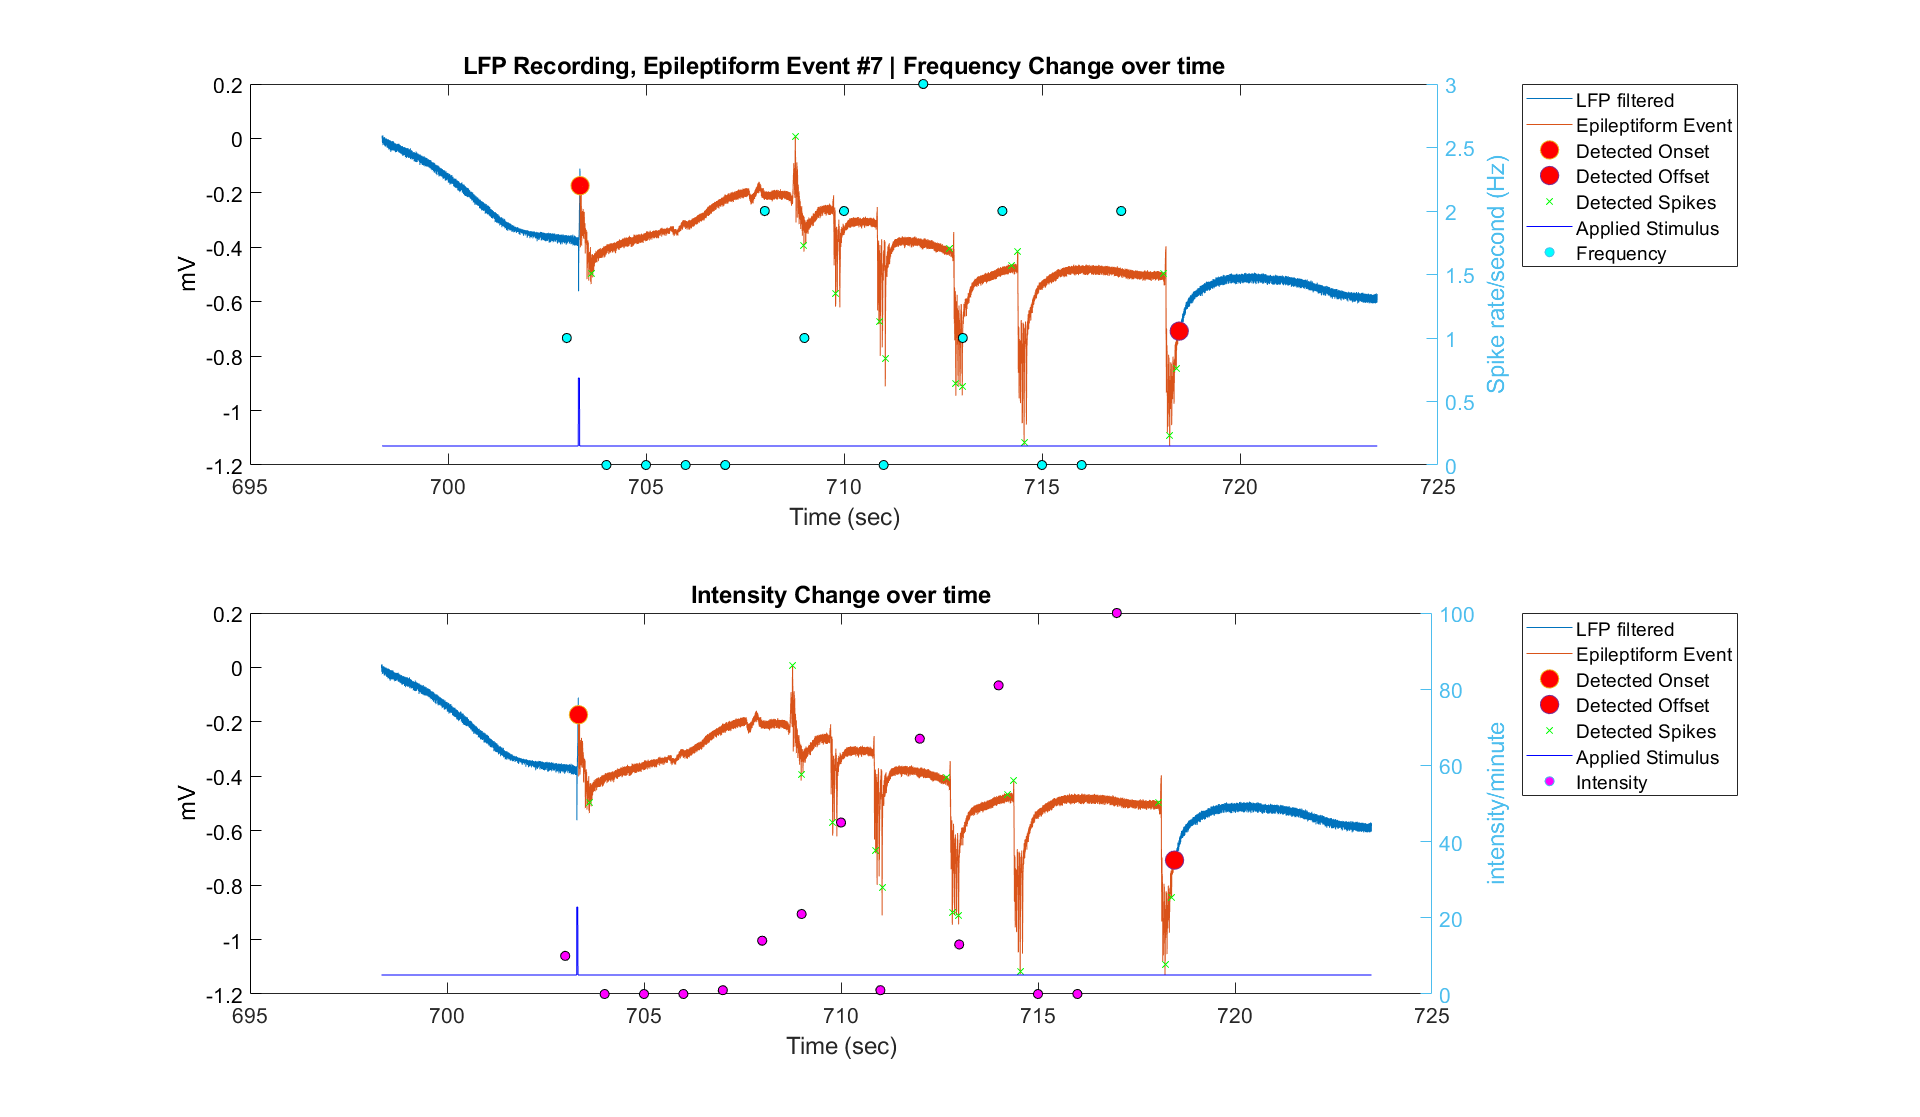 LFP Recording, Epileptiform Event #7 | Frequency Change over time
0.2
0
-0.2
-0.4
-0.6
-0.8
-1
-1.2
mV
695
700
705
710
715
720
725
Time (sec)
3
2.5
2
1.5
1
0.5
0
Spike rate/second (Hz)
LFP filtered
Epileptiform Event
Detected Onset
Detected Offset
Detected Spikes
Applied Stimulus
Frequency
Intensity Change over time
0.2
0
-0.2
-0.4
-0.6
-0.8
-1
-1.2
mV
695
700
705
710
715
720
725
Time (sec)
100
80
60
40
20
0
intensity/minute
LFP filtered
Epileptiform Event
Detected Onset
Detected Offset
Detected Spikes
Applied Stimulus
Intensity